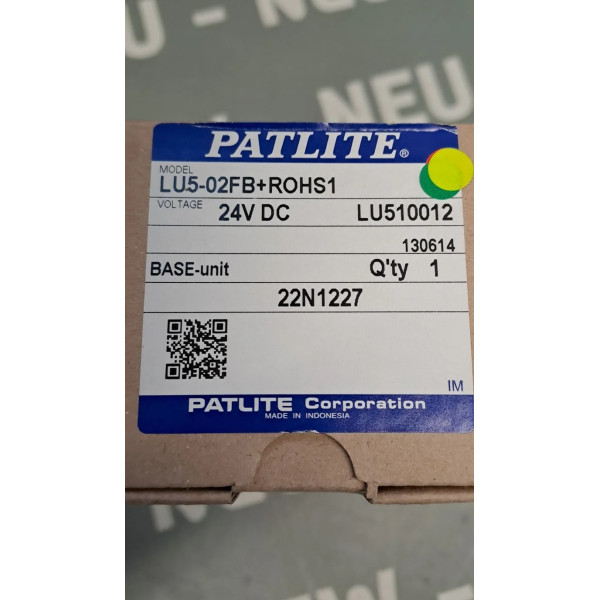 NEU
NEU
PATLITE®
MODEL
LU5-02FB+ROHS1
VOLTAGE 24V DC LU510012
130614
BASE-unit Q'ty 1
22N1227
IM
PATLITE Corporation
MADE IN INDONESIA